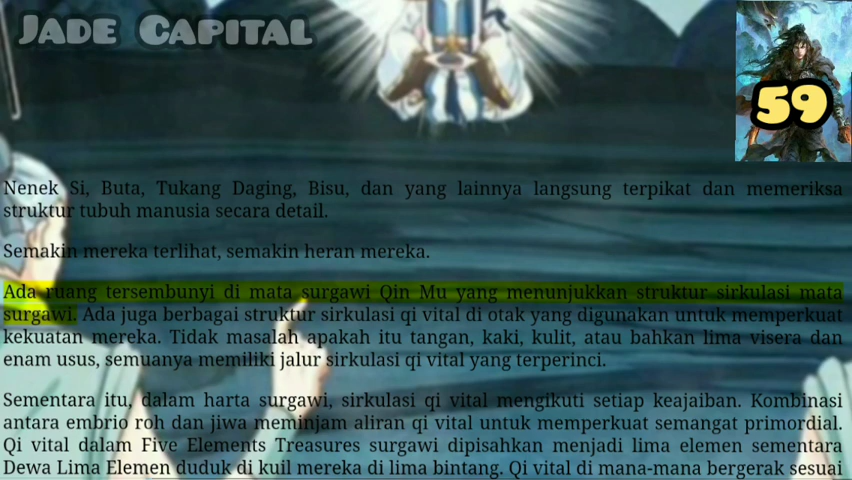 JADE CAPITAL
59
Nenek Si, Buta, Tukang Daging, Bisu, dan yang lainnya langsung terpikat dan memeriksa
struktur tubuh manusia secara detail.
Semakin mereka terlihat, semakin heran mereka.
Ada ruang tersembunyi di mata surgawi Qin Mu yang menunjukkan struktur sirkulasi mata
surgawi. Ada juga berbagai struktur sirkulasi qi vital di otak yang digunakan untuk memperkuat
kekuatan mereka. Tidak masalah apakah itu tangan, kaki, kulit, atau bahkan lima visera dan
enam usus, semuanya memiliki jalur sirkulasi qi vital yang terperinci.
Sementara itu, dalam harta surgawi, sirkulasi qi vital mengikuti setiap keajaiban. Kombinasi
antara embrio roh dan jiwa meminjam aliran qi vital untuk memperkuat semangat primordial.
Qi vital dalam Five Elements Treasures surgawi dipisahkan menjadi lima elemen sementara
Dewa Lima Elemen duduk di kuil mereka di lima bintang. Qi vital di mana-mana bergerak sesuai